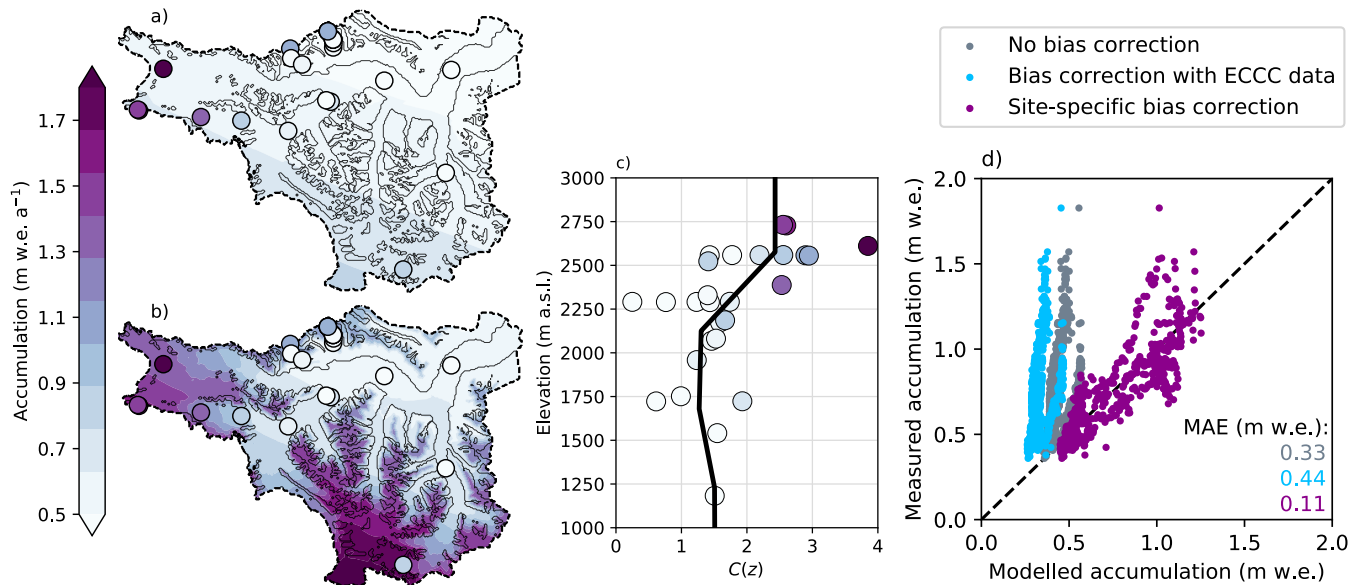 a)
b)
Accumulation (m w.e. a⁻¹)
1.7
1.5
1.3
1.1
0.9
0.7
0.5
c)
Elevation (m a.s.l.)
3000
2750
2500
2250
2000
1750
1500
1250
1000
0 1 2 3 4
C(z)
No bias correction
Bias correction with ECCC data
Site-specific bias correction
d)
Measured accumulation (m w.e.)
2.0
1.5
1.0
0.5
0.0
MAE (m w.e.):
0.33
0.44
0.11
0.0 0.5 1.0 1.5 2.0
Modelled accumulation (m w.e.)